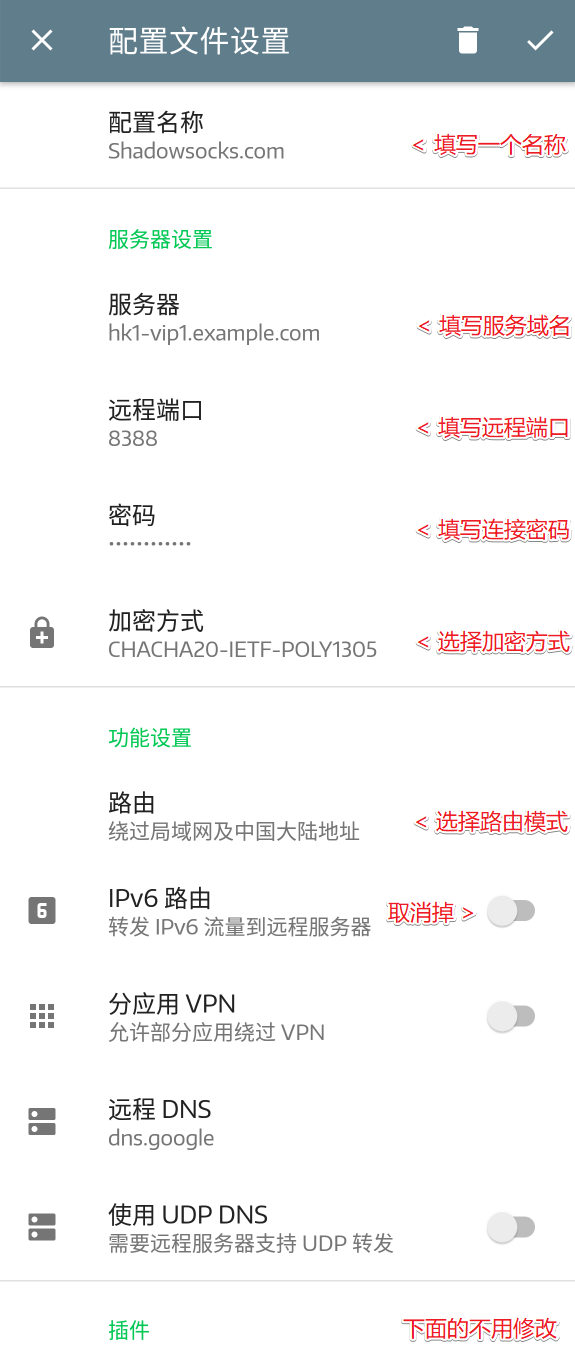 配置文件设置
配置名称
Shadowsocks.com
< 填写一个名称
服务器设置
服务器
hk1-vip1.example.com
< 填写服务域名
远程端口
8388
< 填写远程端口
密码
············
< 填写连接密码
加密方式
CHACHA20-IETF-POLY1305
< 选择加密方式
功能设置
路由
绕过局域网及中国大陆地址
< 选择路由模式
6
IPv6 路由
转发 IPv6 流量到远程服务器
取消掉 >
分应用 VPN
允许部分应用绕过 VPN
远程 DNS
dns.google
使用 UDP DNS
需要远程服务器支持 UDP 转发
插件
下面的不用修改